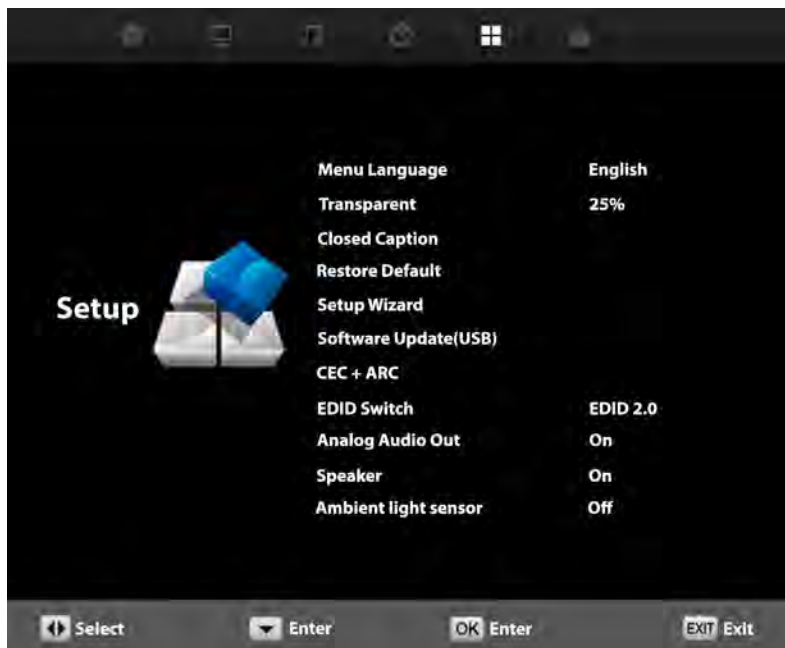 Menu Language English
Transparent 25%
Closed Caption
Restore Default
Setup
Setup Wizard
Software Update(USB)
CEC + ARC
EDID Switch EDID 2.0
Analog Audio Out On
Speaker On
Ambient light sensor Off
Select Enter OK Enter EXIT Exit